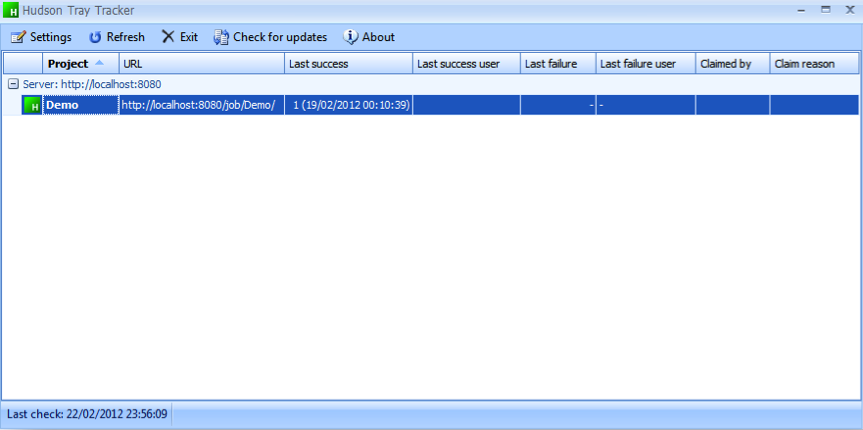 H Hudson Tray Tracker
Settings Refresh Exit Check for updates About
Project URL Last success Last success user Last failure Last failure user Claimed by Claim reason
Server: http://localhost:8080
H Demo http://localhost:8080/job/Demo/ 1 (19/02/2012 00:10:39) - -
Last check: 22/02/2012 23:56:09